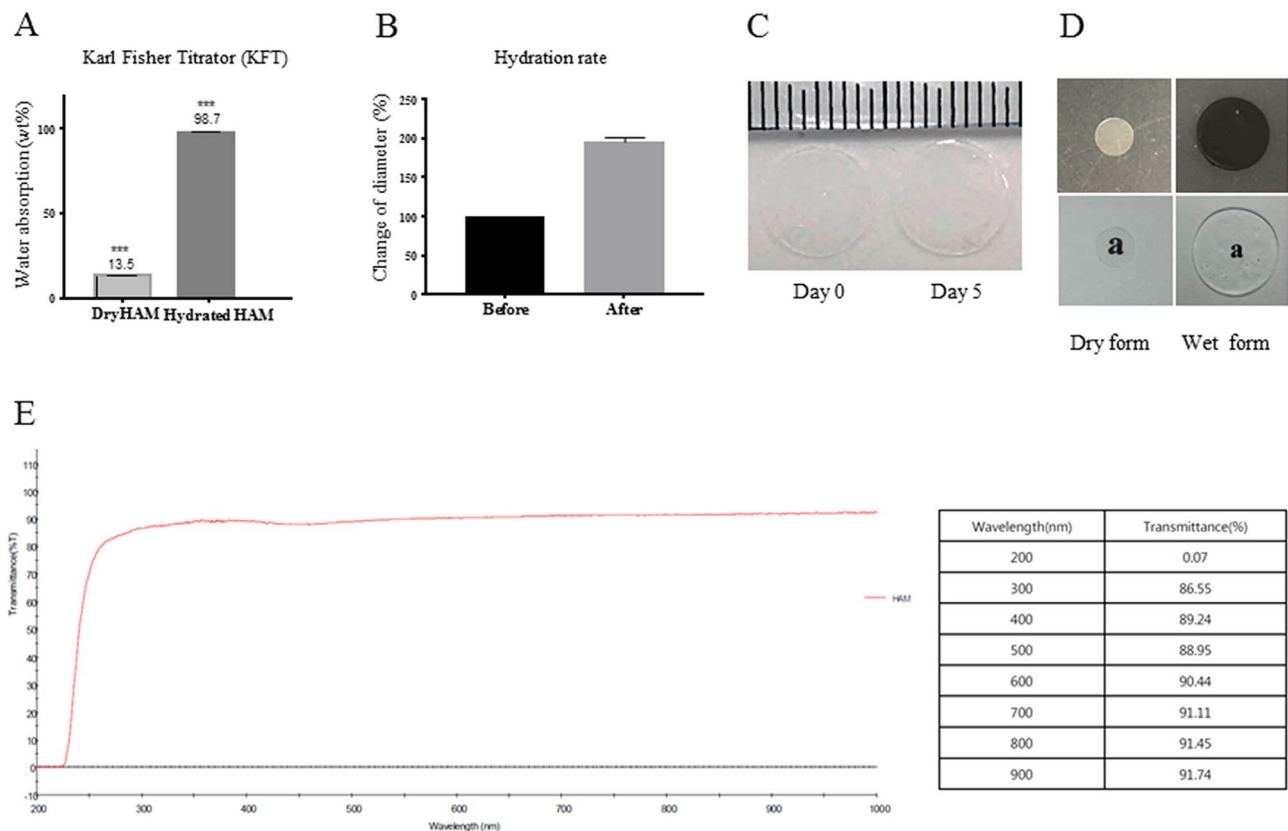 A
Karl Fisher Titrator (KFT)
Water absorption (wt%)
100
50
0
***
13.5
***
98.7
DryHAM Hydrated HAM
B
Hydration rate
Change of diameter (%)
250
200
150
100
50
0
Before After
C
Day 0 Day 5
D
a a
Dry form Wet form
E
Transmittance(%T)
110
100
90
80
70
60
50
40
30
20
10
0
-10
200 300 400 500 600 700 800 900 1000
Wavelength (nm)
HAM
Wavelength(nm) Transmittance(%)
200 0.07
300 86.55
400 89.24
500 88.95
600 90.44
700 91.11
800 91.45
900 91.74